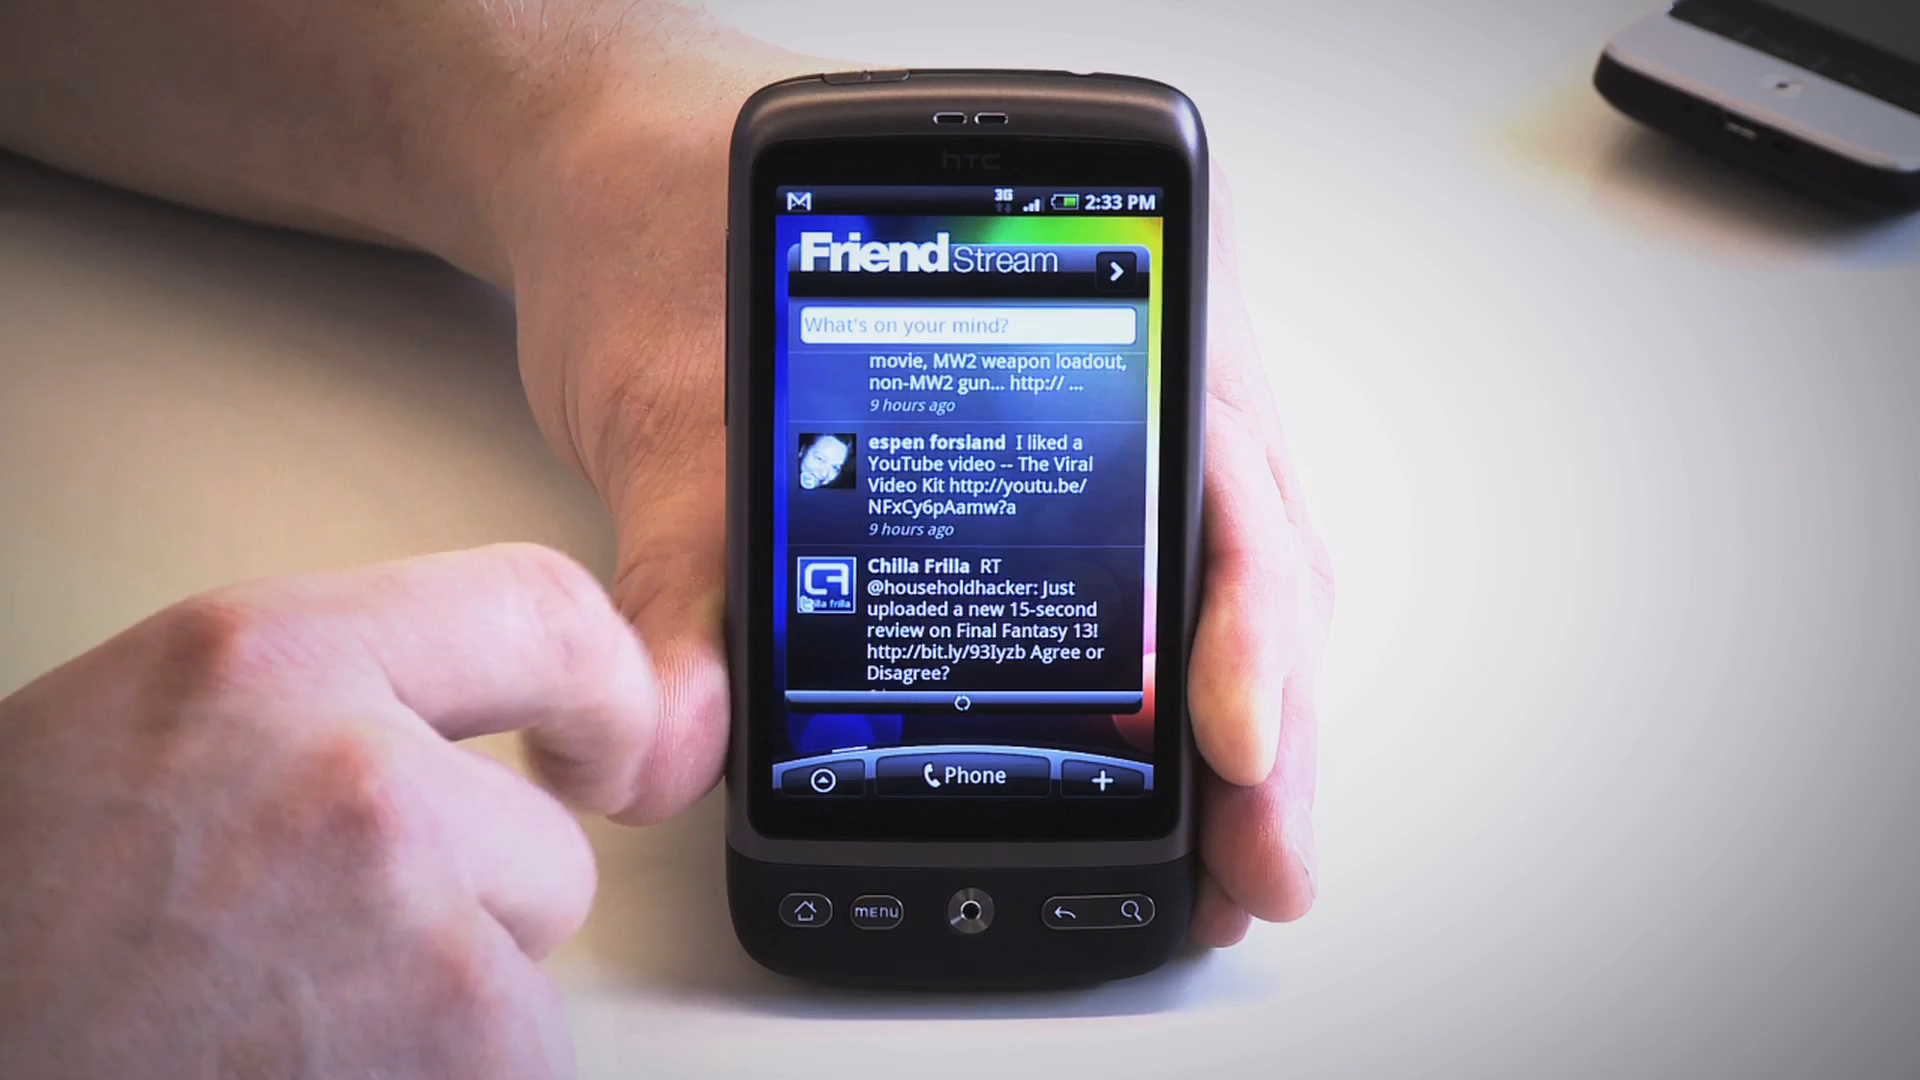 hTC
3G 2:33 PM
Friend Stream
What's on your mind?
movie, MW2 weapon loadout,
non-MW2 gun... http:// ...
9 hours ago
espen forsland I liked a
YouTube video -- The Viral
Video Kit http://youtu.be/
NFxCy6pAamw?a
9 hours ago
Chilla Frilla RT
@householdhacker: Just
uploaded a new 15-second
review on Final Fantasy 13!
http://bit.ly/93Iyzb Agree or
Disagree?
Phone
MENU